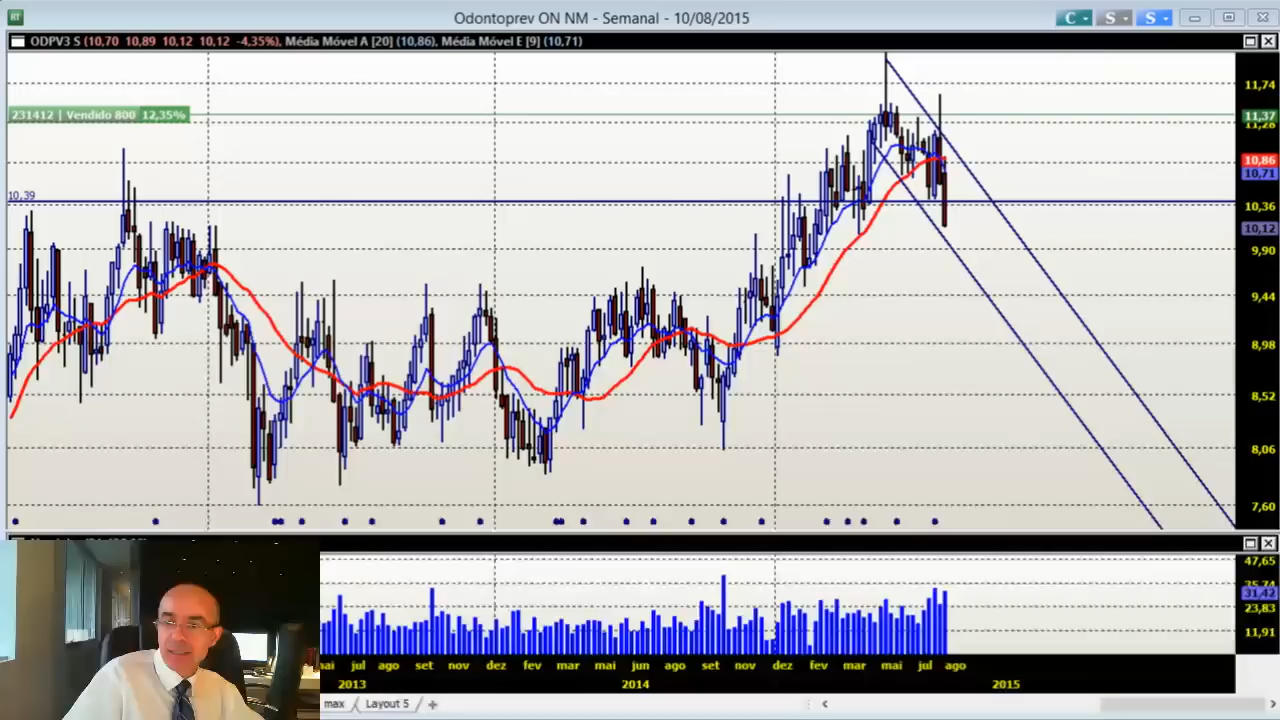 Odontoprev ON NM - Semanal - 10/08/2015
C S S
ODPV3 S (10,70 10,89 10,12 10,12 -4,35%), Média Móvel A [20] (10,86), Média Móvel E [9] (10,71)
231412 | Vendido 800 12,35%
10,39
11,74
11,37
11,28
10,86
10,71
10,36
10,12
9,90
9,44
8,98
8,52
8,06
7,60
47,65
35,74
31,42
23,83
11,91
jul ago set nov dez fev mar mai jun ago set nov dez fev mar mai jul ago
2013 2014 2015
max Layout 5